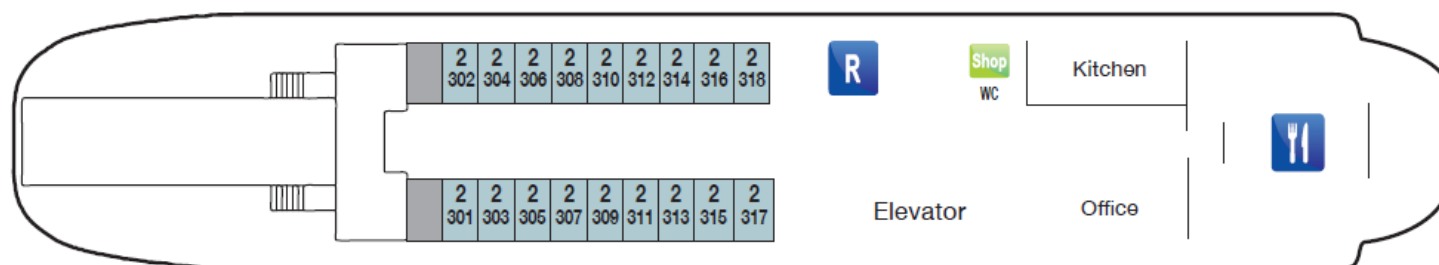 2 2 2 2 2 2 2 2 2
302 304 306 308 310 312 314 316 318
R
Shop
WC
Kitchen
2 2 2 2 2 2 2 2 2
301 303 305 307 309 311 313 315 317
Elevator
Office